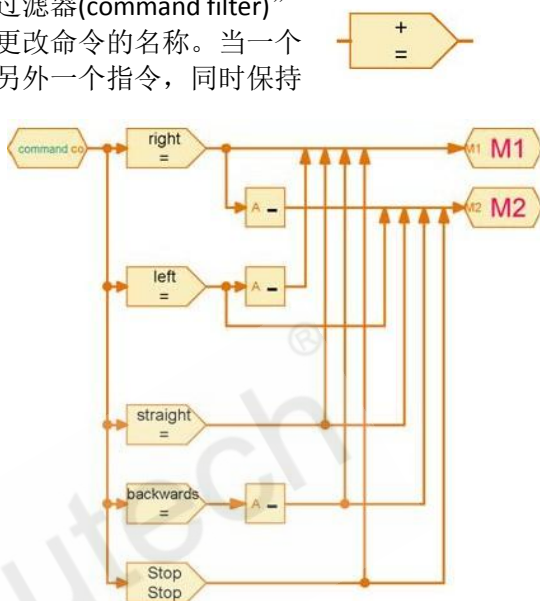 过滤器(command filter)”
更改命令的名称。当一个
另外一个指令，同时保持
+
=
command co
right
=
M1 M1
A -
M2 M2
left
=
A -
®
straight
=
backwards
=
A -
utech
Stop
Stop